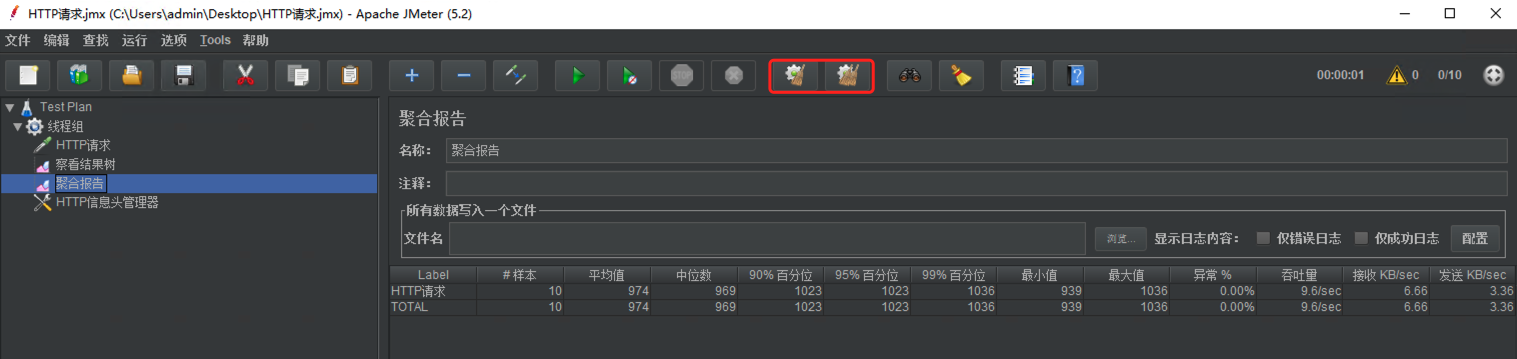 HTTP请求.jmx (C:\Users\admin\Desktop\HTTP请求.jmx) - Apache JMeter (5.2)
文件 编辑 查找 运行 选项 Tools 帮助
STOP 00:00:01 0 0/10
Test Plan
线程组
HTTP请求
察看结果树
聚合报告
HTTP信息头管理器
聚合报告
名称: 聚合报告
注释:
所有数据写入一个文件
文件名 浏览... 显示日志内容: 仅错误日志 仅成功日志 配置
Label # 样本 平均值 中位数 90% 百分位 95% 百分位 99% 百分位 最小值 最大值 异常 % 吞吐量 接收 KB/sec 发送 KB/sec
HTTP请求 10 974 969 1023 1023 1036 939 1036 0.00% 9.6/sec 6.66 3.36
TOTAL 10 974 969 1023 1023 1036 939 1036 0.00% 9.6/sec 6.66 3.36